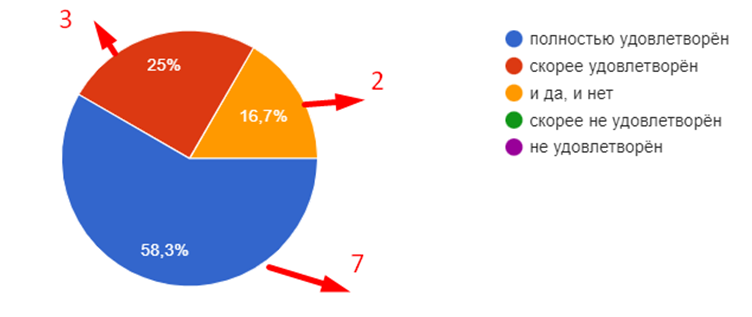 3
25%
2
16,7%
58,3%
7
полностью удовлетворён
скорее удовлетворён
и да, и нет
скорее не удовлетворён
не удовлетворён